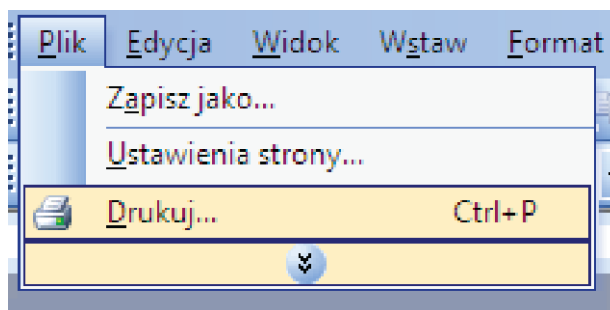 Plik Edycja Widok Wstaw Format
Zapisz jako...
Ustawienia strony...
Drukuj... Ctrl+P